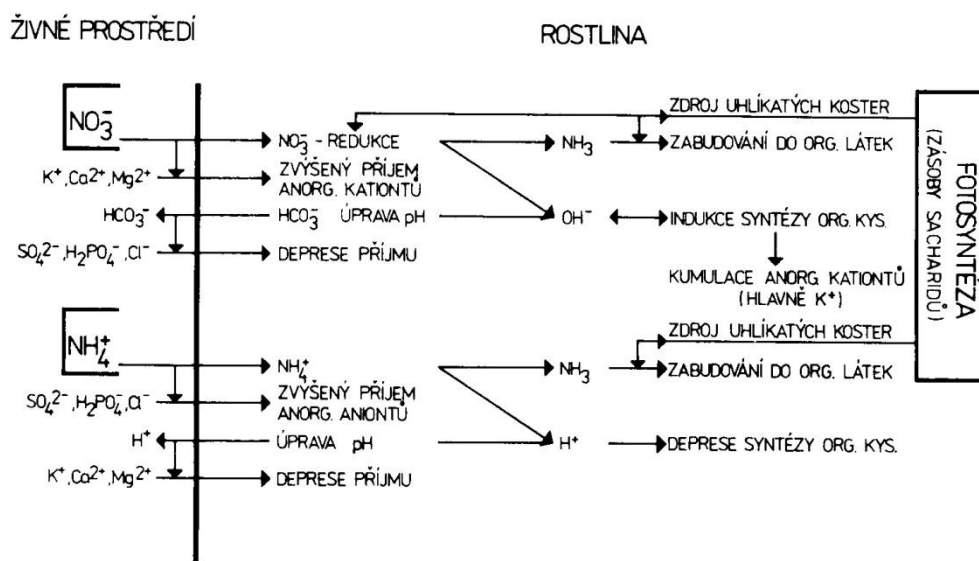 ŽIVNÉ PROSTŘEDÍ ROSTLINA
ZDROJ UHLÍKATÝCH KOSTER
NO₃⁻ NO₃⁻ - REDUKCE NH₃ ZABUDOVÁNÍ DO ORG. LÁTEK
K⁺,Ca²⁺,Mg²⁺ ZVÝŠENÝ PŘÍJEM
ANORG. KATIONTŮ
HCO₃⁻ HCO₃⁻ ÚPRAVA pH OH⁻ INDUKCE SYNTÉZY ORG. KYS.
SO₄²⁻,H₂PO₄⁻,Cl⁻ DEPRESE PŘÍJMU
KUMULACE ANORG. KATIONTŮ
(HLAVNĚ K⁺)
ZDROJ UHLÍKATÝCH KOSTER
NH₄⁺ NH₄⁺ NH₃ ZABUDOVÁNÍ DO ORG. LÁTEK
SO₄²⁻,H₂PO₄⁻,Cl⁻ ZVÝŠENÝ PŘÍJEM
ANORG. ANIONTŮ
H⁺ ÚPRAVA pH H⁺ DEPRESE SYNTÉZY ORG. KYS.
K⁺,Ca²⁺,Mg²⁺ DEPRESE PŘÍJMU
FOTOSYNTÉZA
(ZÁSOBY SACHARIDŮ)